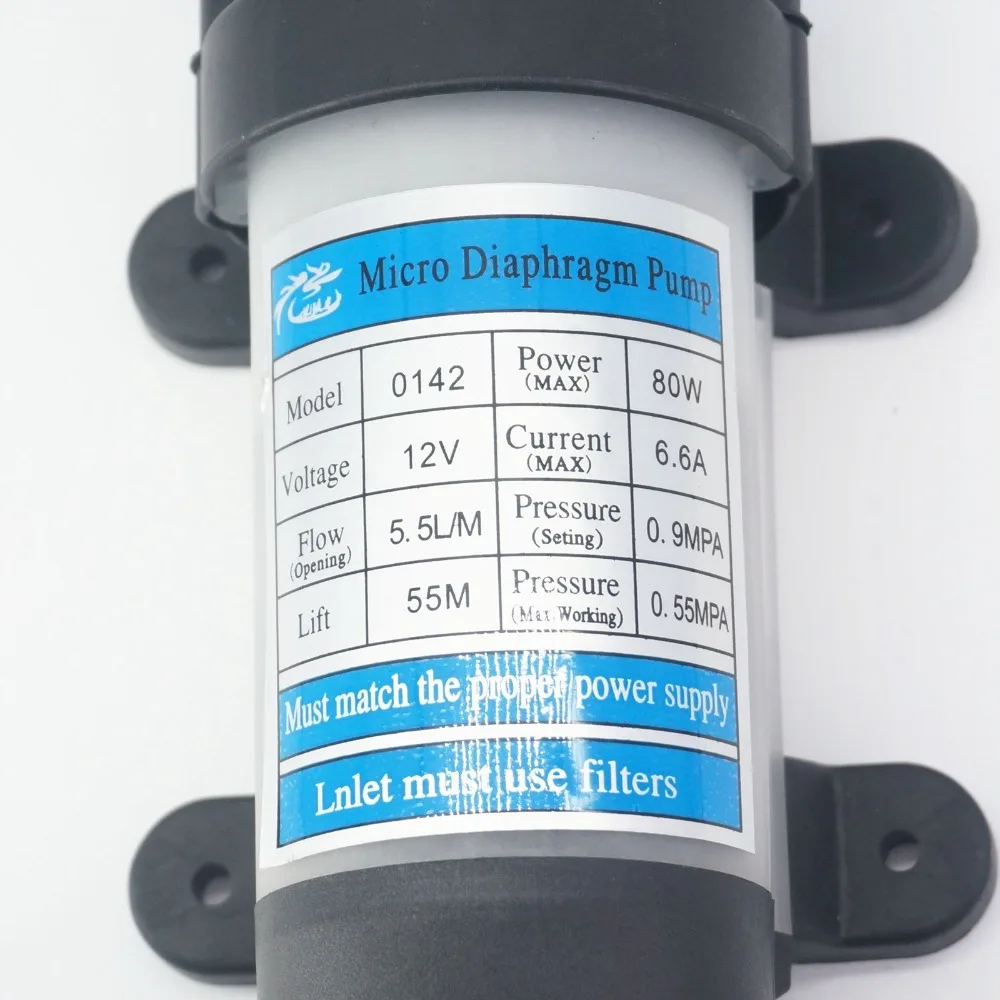 Micro Diaphragm Pump
Model 0142 Power (MAX) 80W
Voltage 12V Current (MAX) 6.6A
Flow (Opening) 5.5L/M Pressure (Seting) 0.9MPA
Lift 55M Pressure (Max Working) 0.55MPA
Must match the proper power supply
Lnlet must use filters